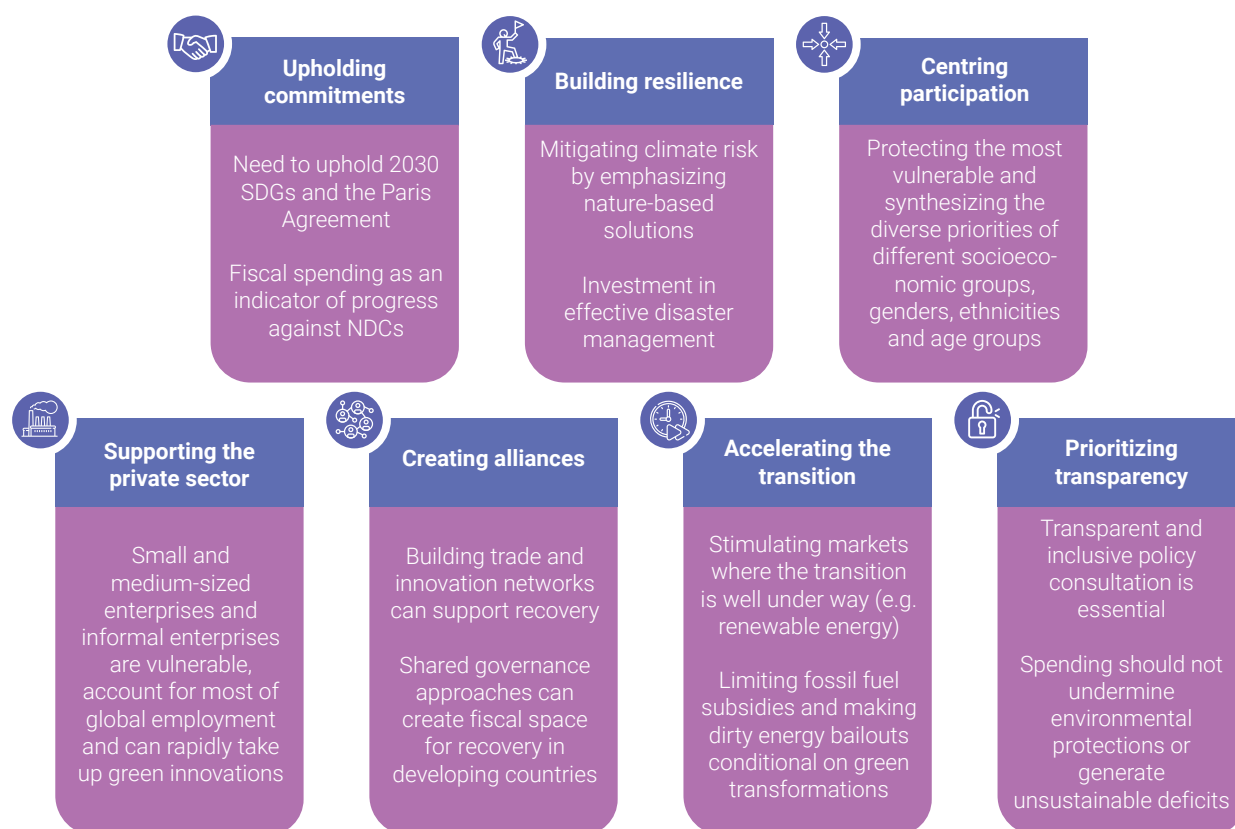 Upholding
commitments
Need to uphold 2030
SDGs and the Paris
Agreement
Fiscal spending as an
indicator of progress
against NDCs
Building resilience
Mitigating climate risk
by emphasizing
nature-based
solutions
Investment in
effective disaster
management
Centring
participation
Protecting the most
vulnerable and
synthesizing the
diverse priorities of
different socioeco-
nomic groups,
genders, ethnicities
and age groups
Supporting the
private sector
Small and
medium-sized
enterprises and
informal enterprises
are vulnerable,
account for most of
global employment
and can rapidly take
up green innovations
Creating alliances
Building trade and
innovation networks
can support recovery
Shared governance
approaches can
create fiscal space
for recovery in
developing countries
Accelerating the
transition
Stimulating markets
where the transition
is well under way (e.g.
renewable energy)
Limiting fossil fuel
subsidies and making
dirty energy bailouts
conditional on green
transformations
Prioritizing
transparency
Transparent and
inclusive policy
consultation is
essential
Spending should not
undermine
environmental
protections or
generate
unsustainable deficits